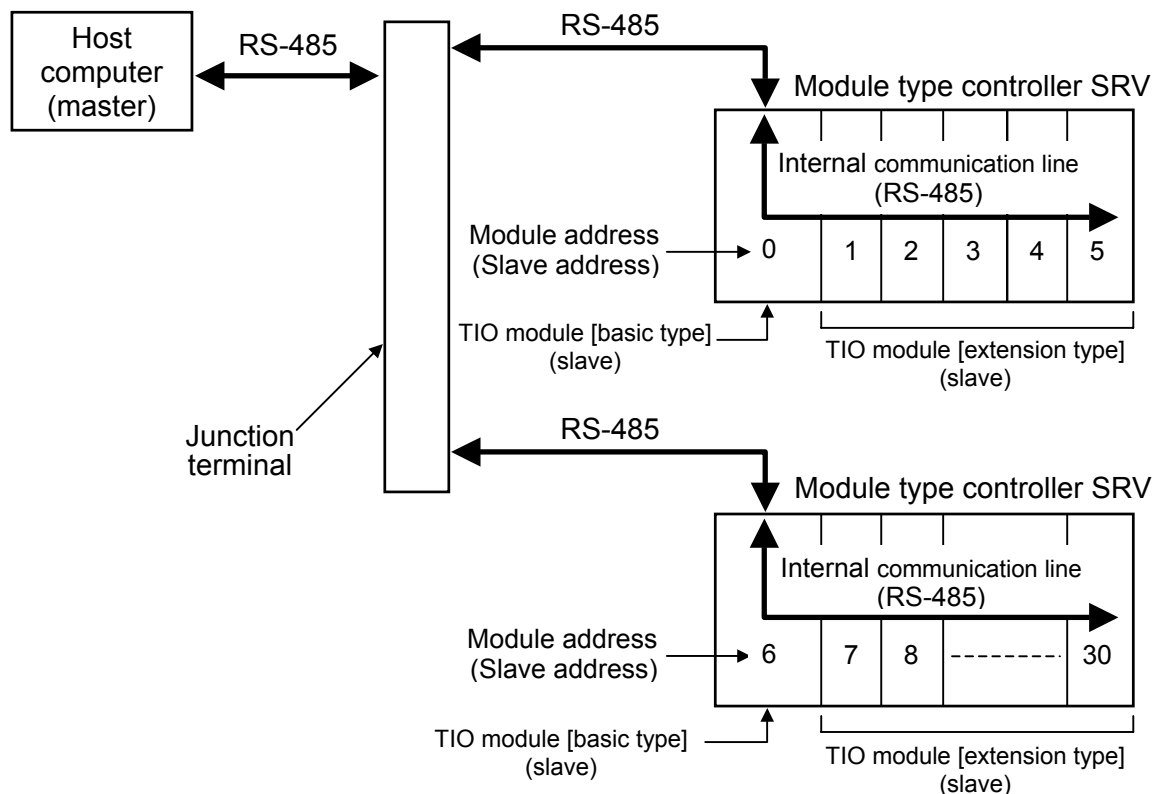 Host
computer
(master)
RS-485
RS-485
Module type controller SRV
Internal communication line
(RS-485)
Module address
(Slave address)
0 1 2 3 4 5
TIO module [basic type]
(slave)
TIO module [extension type]
(slave)
Junction
terminal
RS-485
Module type controller SRV
Internal communication line
(RS-485)
Module address
(Slave address)
6 7 8 30
TIO module [basic type]
(slave)
TIO module [extension type]
(slave)